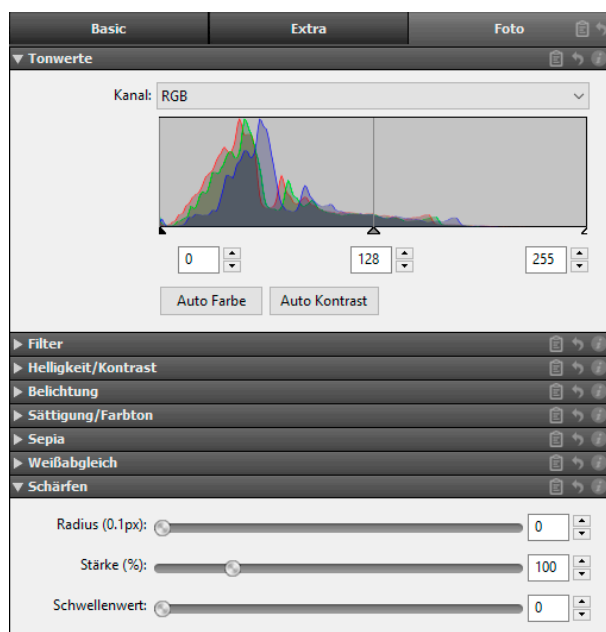 Basic Extra Foto
Tonwerte
Kanal: RGB
0 128 255
Auto Farbe Auto Kontrast
Filter
Helligkeit/Kontrast
Belichtung
Sättigung/Farbton
Sepia
Weißabgleich
Schärfen
Radius (0.1px): 0
Stärke (%): 100
Schwellenwert: 0